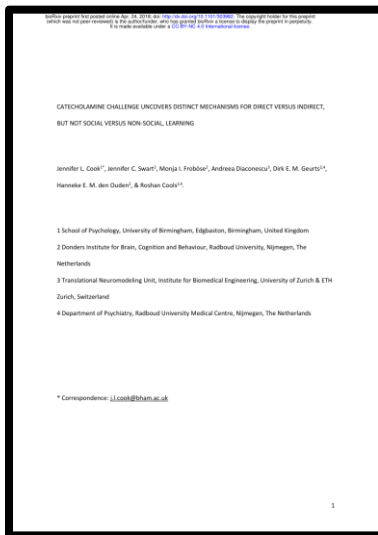 bioRxiv preprint first posted online Apr. 24, 2018; doi: http://dx.doi.org/10.1101/303982. The copyright holder for this preprint
(which was not peer-reviewed) is the author/funder, who has granted bioRxiv a license to display the preprint in perpetuity.
It is made available under a CC-BY-NC 4.0 International license.
CATECHOLAMINE CHALLENGE UNCOVERS DISTINCT MECHANISMS FOR DIRECT VERSUS INDIRECT,
BUT NOT SOCIAL VERSUS NON-SOCIAL, LEARNING
Jennifer L. Cook¹*, Jennifer C. Swart², Monja I. Froböse², Andreea Diaconescu³, Dirk E. M. Geurts²,⁴,
Hanneke E. M. den Ouden², & Roshan Cools²,⁴.
1 School of Psychology, University of Birmingham, Edgbaston, Birmingham, United Kingdom
2 Donders Institute for Brain, Cognition and Behaviour, Radboud University, Nijmegen, The
Netherlands
3 Translational Neuromodeling Unit, Institute for Biomedical Engineering, University of Zurich & ETH
Zurich, Switzerland
4 Department of Psychiatry, Radboud University Medical Centre, Nijmegen, The Netherlands
* Correspondence: j.l.cook@bham.ac.uk
1